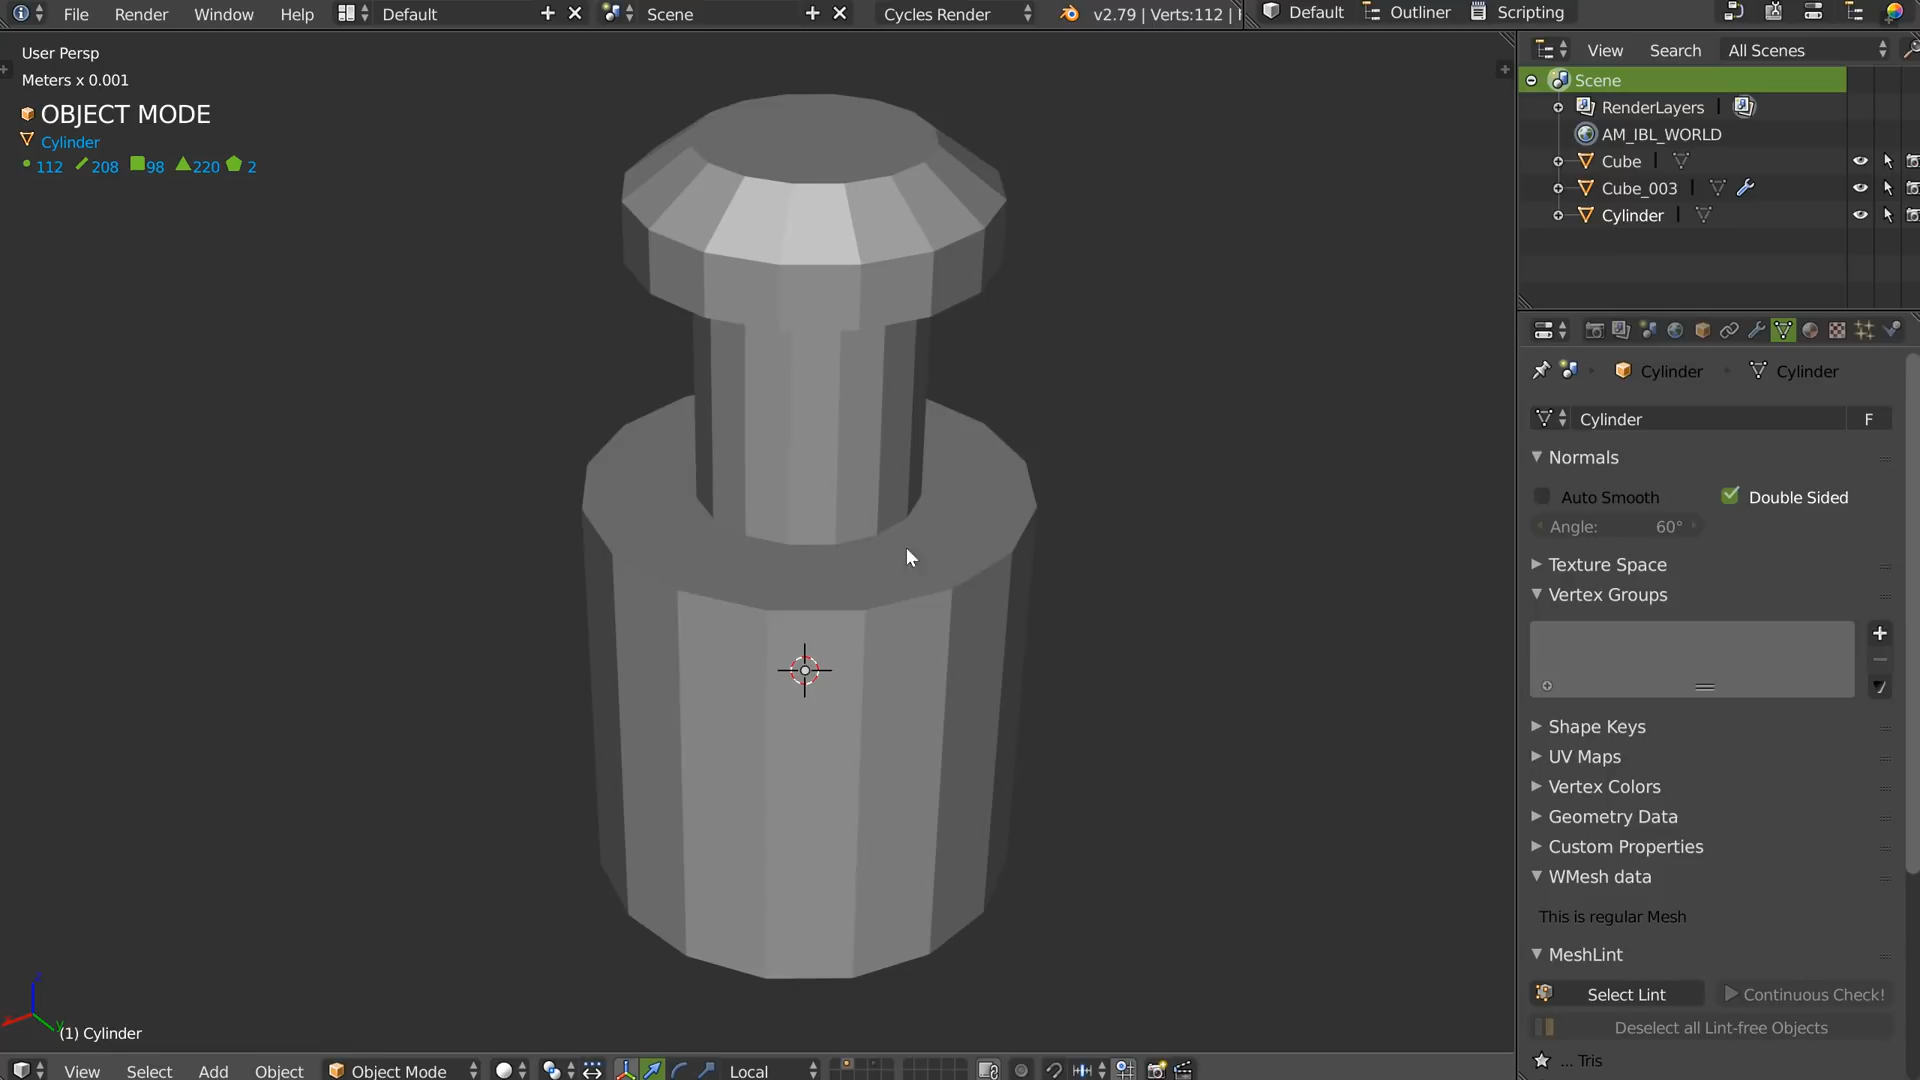 File Render Window Help Default Scene Cycles Render v2.79 | Verts:112 | Default Outliner Scripting
User Persp
Meters x 0.001
OBJECT MODE
Cylinder
112 208 98 220 2
(1) Cylinder
View Select Add Object Object Mode Local
View Search All Scenes
Scene
RenderLayers
AM_IBL_WORLD
Cube
Cube_003
Cylinder
Cylinder Cylinder
Cylinder F
Normals
Auto Smooth Double Sided
Angle: 60°
Texture Space
Vertex Groups
Shape Keys
UV Maps
Vertex Colors
Geometry Data
Custom Properties
WMesh data
This is regular Mesh
MeshLint
Select Lint Continuous Check!
Deselect all Lint-free Objects
... Tris